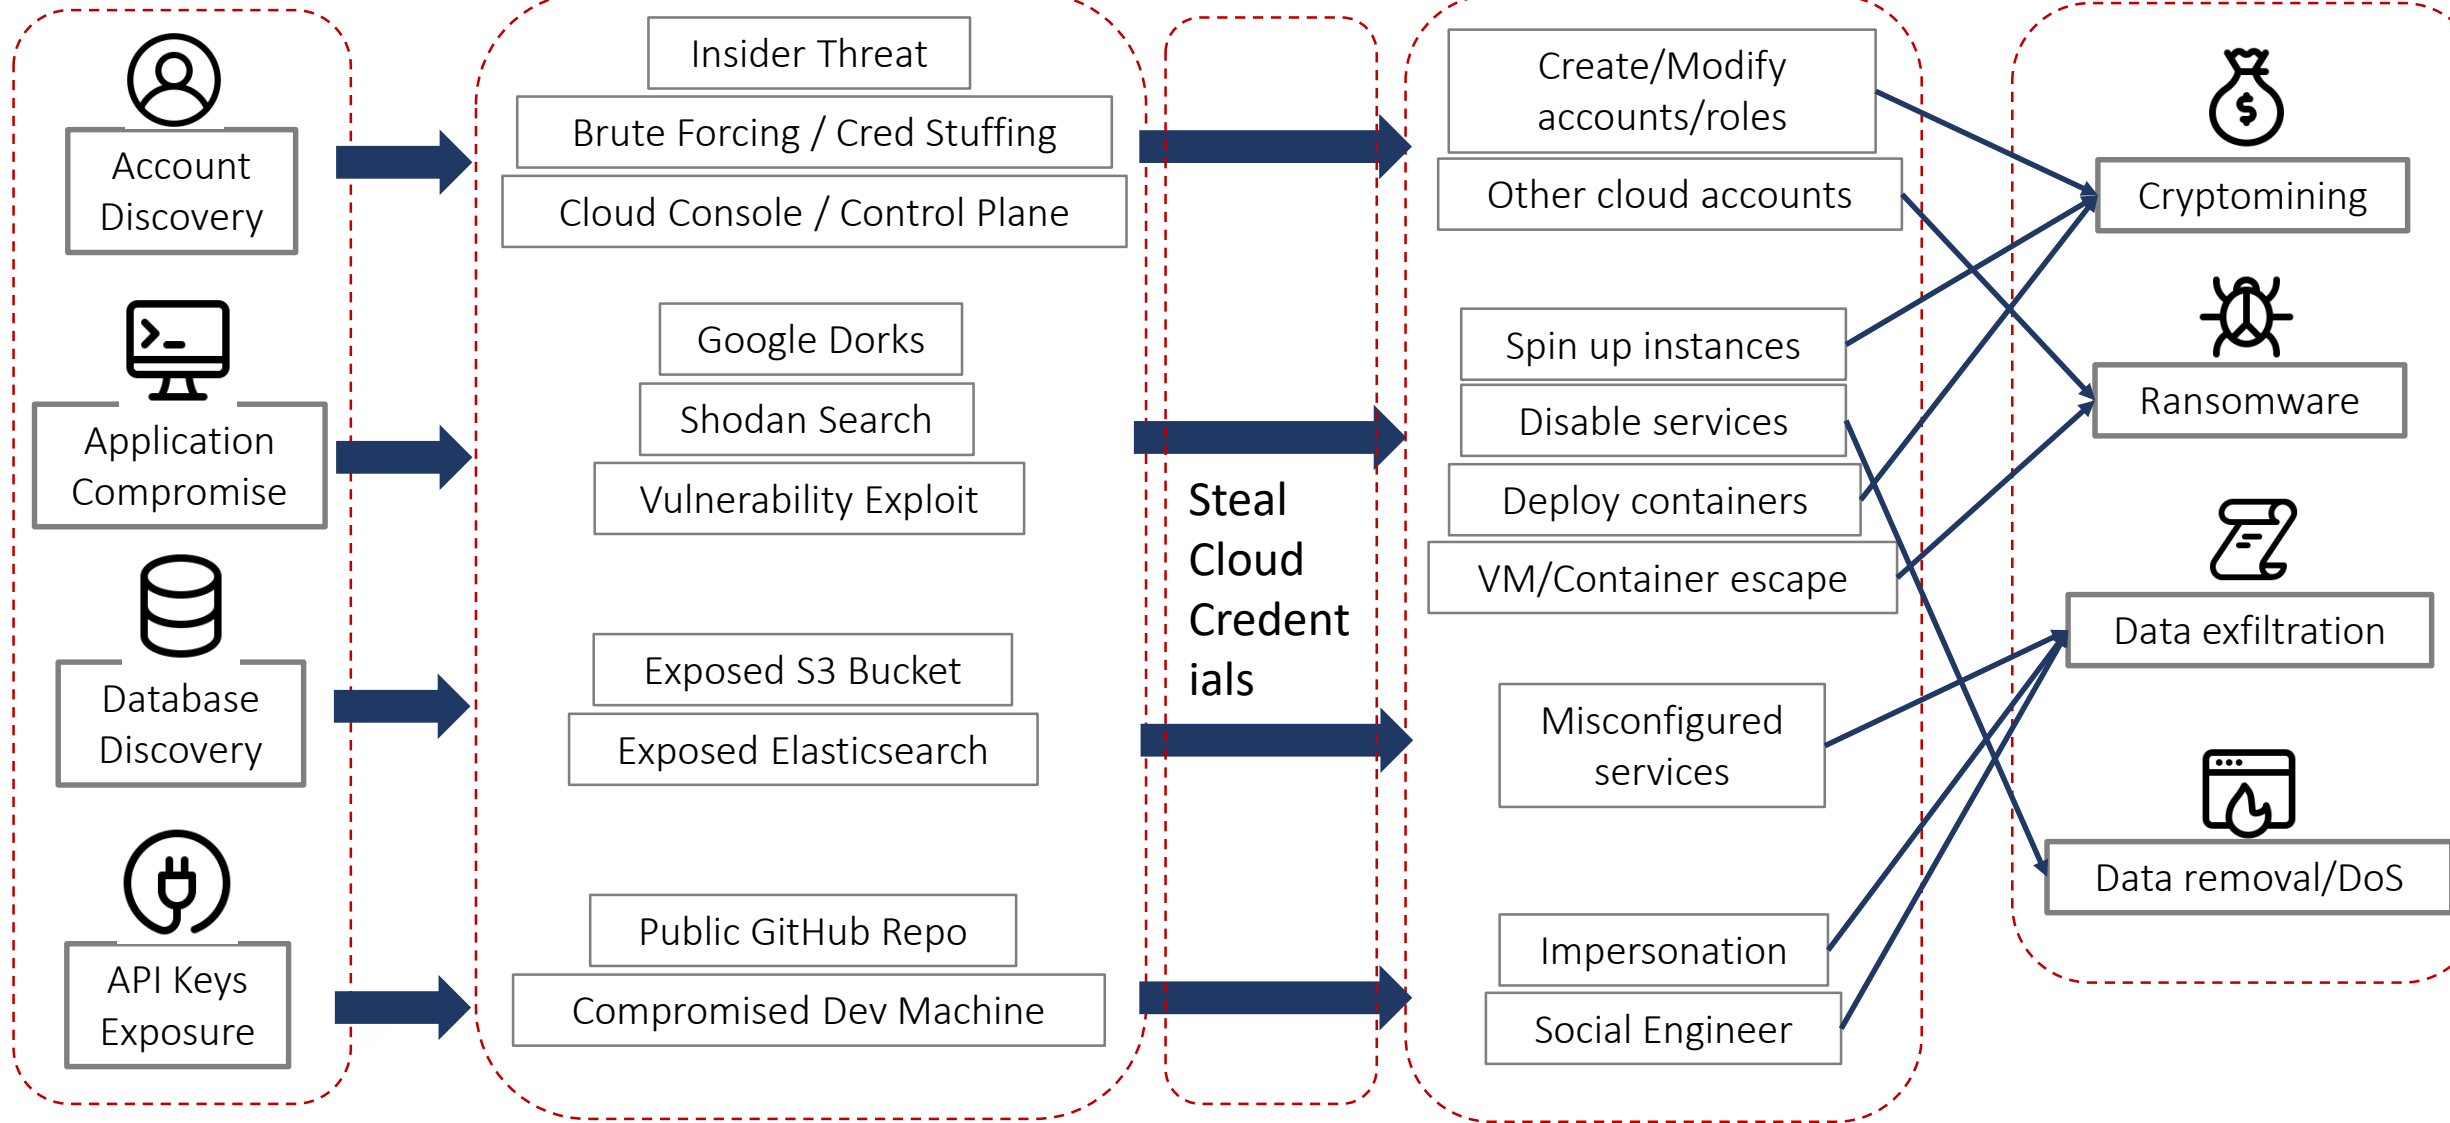 Account
Discovery
Application
Compromise
Database
Discovery
API Keys
Exposure
Insider Threat
Brute Forcing / Cred Stuffing
Cloud Console / Control Plane
Google Dorks
Shodan Search
Vulnerability Exploit
Exposed S3 Bucket
Exposed Elasticsearch
Public GitHub Repo
Compromised Dev Machine
Steal
Cloud
Credent
ials
Create/Modify
accounts/roles
Other cloud accounts
Spin up instances
Disable services
Deploy containers
VM/Container escape
Misconfigured
services
Impersonation
Social Engineer
$
Cryptomining
Ransomware
Data exfiltration
Data removal/DoS